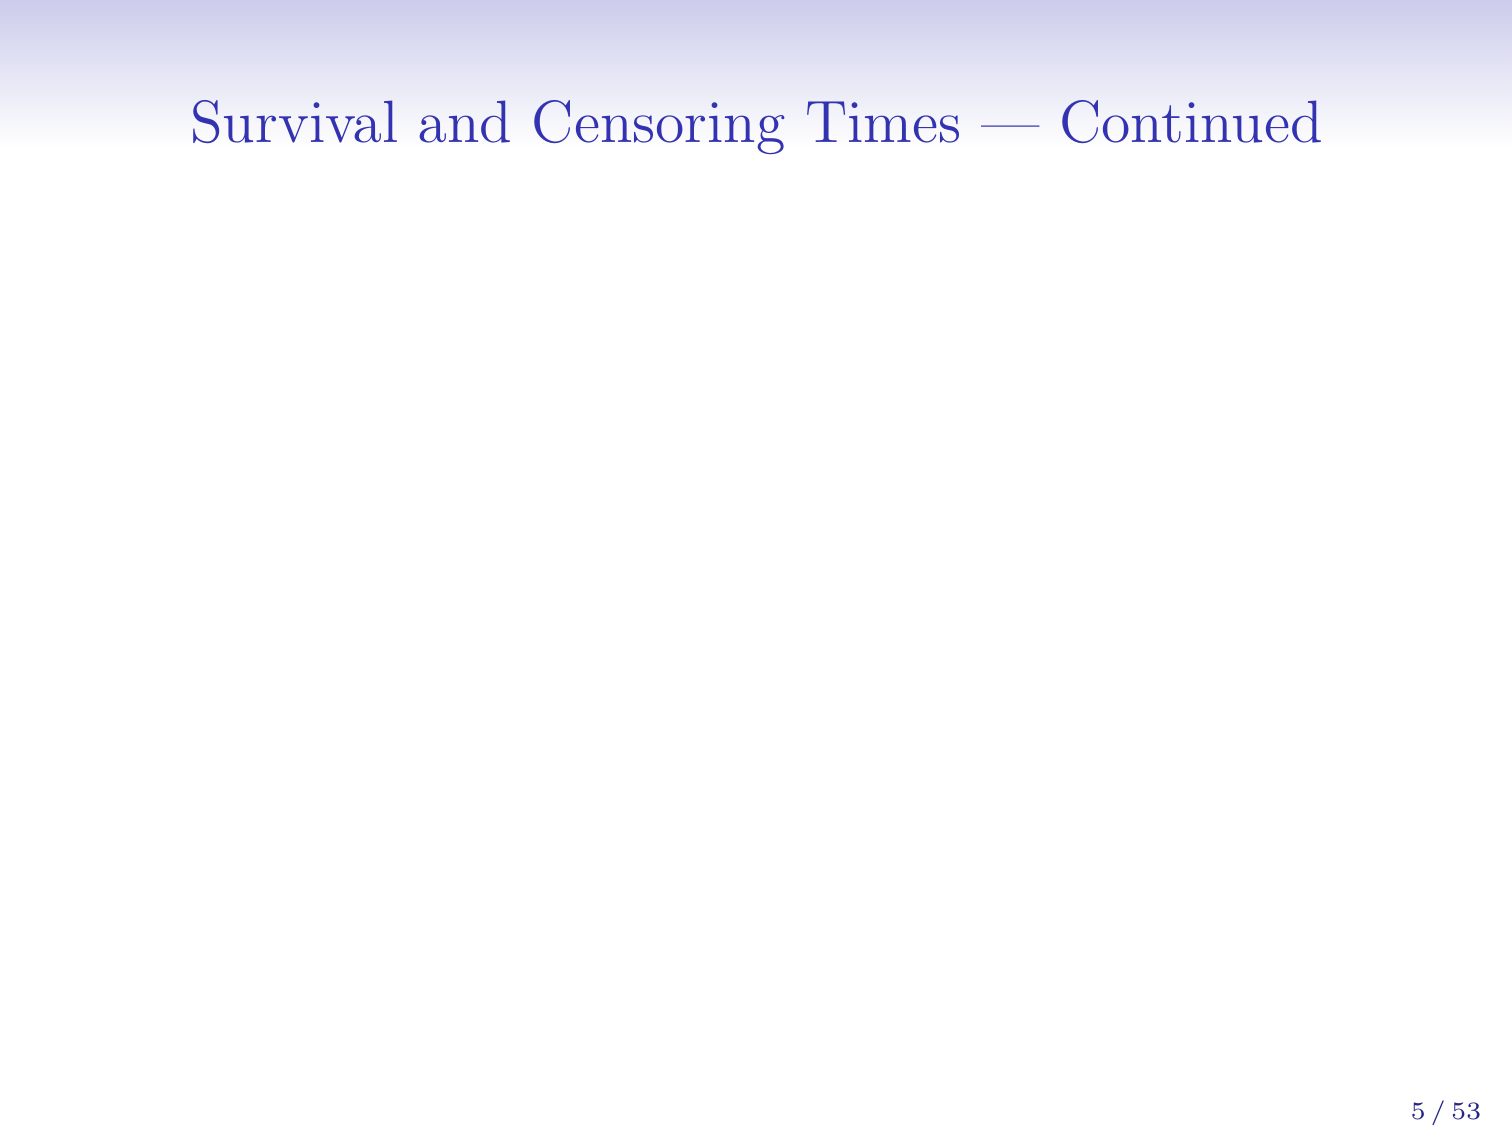 Survival and Censoring Times — Continued
5 / 53